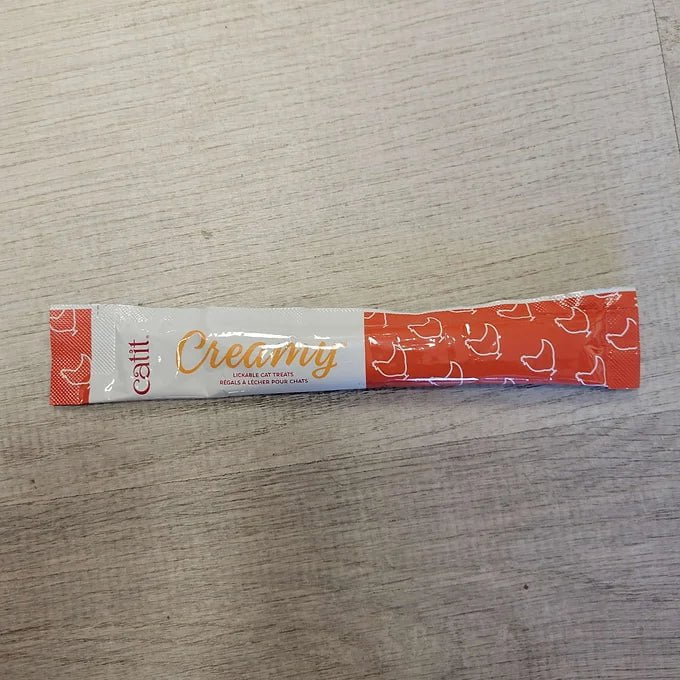 catit.
Creamy
LICKABLE CAT TREATS
RÉGALS À LÉCHER POUR CHATS